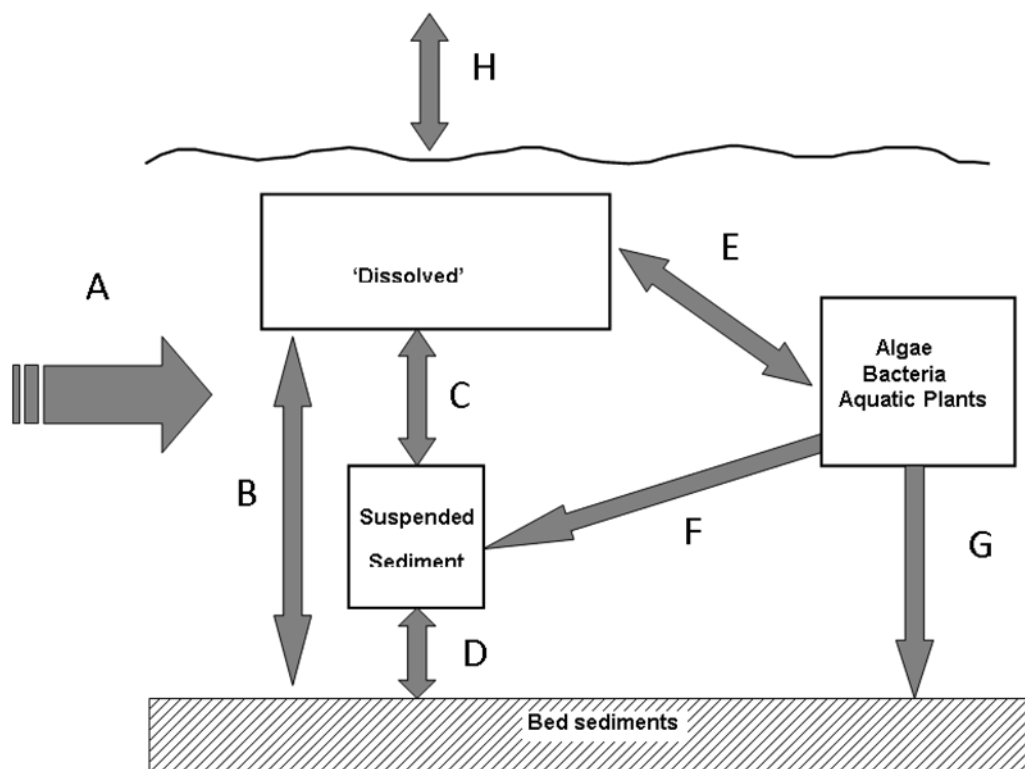 H
'Dissolved'
E
A
Algae
Bacteria
Aquatic Plants
C
B
Suspended
Sediment
F
G
D
Bed sediments